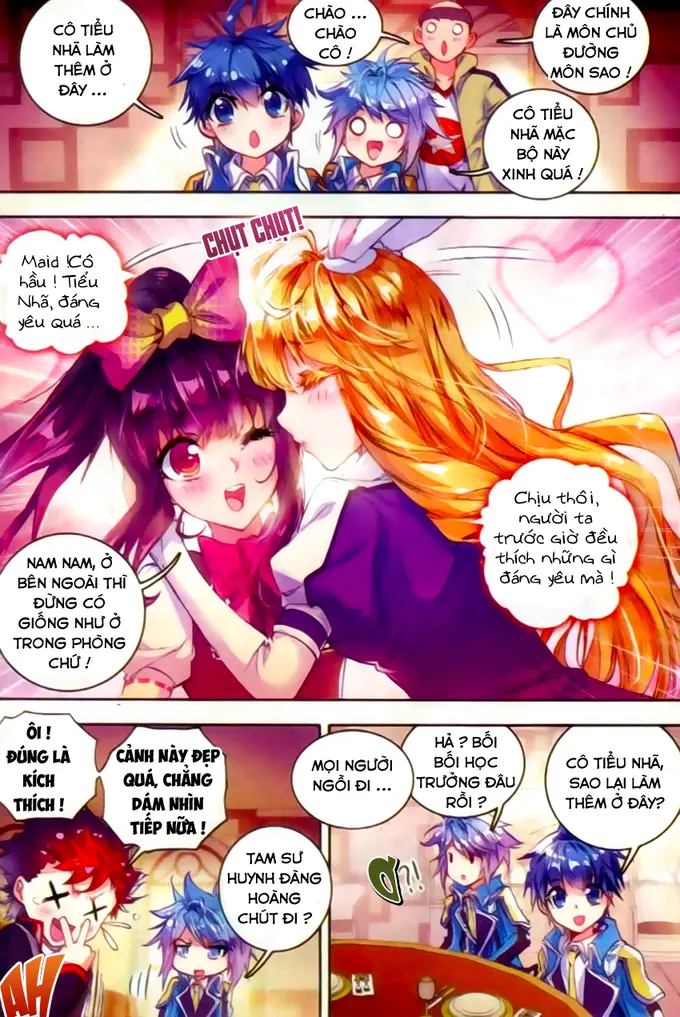 CÔ TIỂU
NHÃ LÀM
THÊM Ở
ĐÂY ...
CHÀO ...
CHÀO
CÔ !
ĐÂY CHÍNH
LÀ MÔN CHỦ
ĐƯỜNG
MÔN SAO !
CÔ TIỂU
NHÃ MẶC
BỘ NÀY
XINH QUÁ !
CHỤT CHỤT!
Maid !Cô
hầu ! Tiểu
Nhã, đáng
yêu quá ...
Chịu thôi,
người ta
trước giờ đều
thích những gì
đáng yêu mà !
NAM NAM, Ở
BÊN NGOÀI THÌ
ĐỪNG CÓ
GIỐNG NHƯ Ở
TRONG PHÒNG
CHỨ !
ÔI !
ĐÚNG LÀ
KÍCH
THÍCH !
CẢNH NÀY ĐẸP
QUÁ, CHẲNG
DÁM NHÌN
TIẾP NỮA !
TAM SƯ
HUYNH ĐÀNG
HOÀNG
CHÚT ĐI ?
AH
MỌI NGƯỜI
NGỒI ĐI ...
HẢ ? BỐI
BỐI HỌC
TRƯỞNG ĐÂU
RỒI ?
CÔ TIỂU NHÃ,
SAO LẠI LÀM
THÊM Ở ĐÂY?
Ơ?!